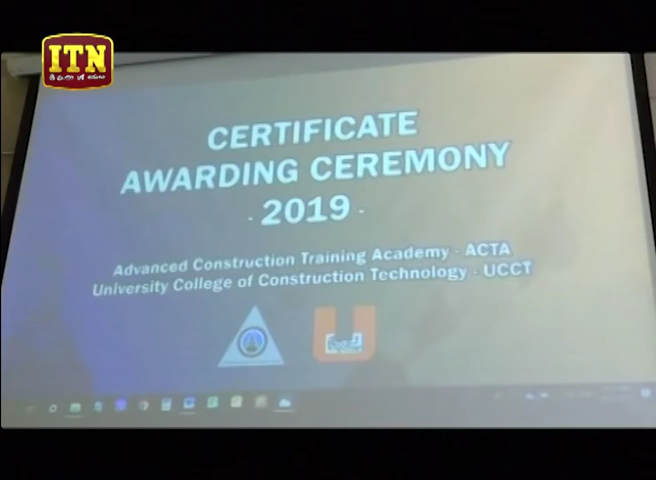 ITN
CERTIFICATE
AWARDING CEREMONY
- 2019 -
Advanced Construction Training Academy - ACTA
University College of Construction Technology - UCCT